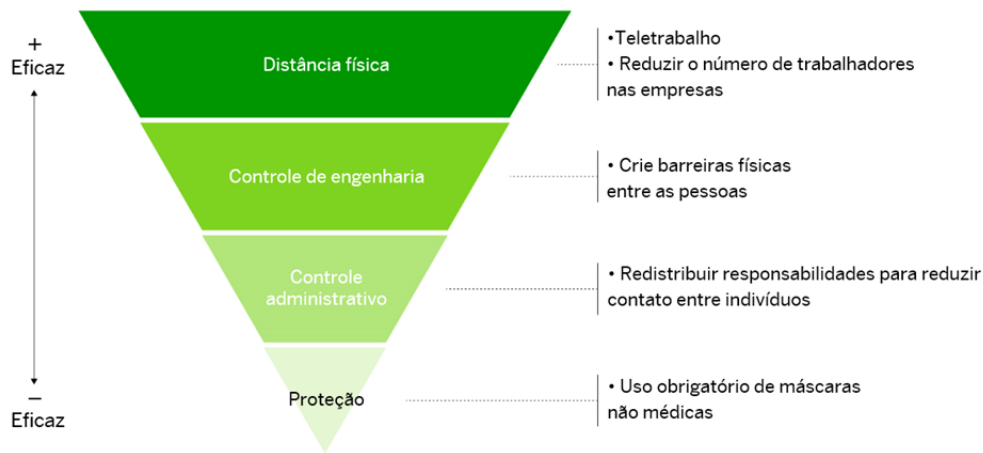 +
Eficaz
Distância física
•Teletrabalho
• Reduzir o número de trabalhadores
nas empresas
Controle de engenharia
• Crie barreiras físicas
entre as pessoas
Controle
administrativo
• Redistribuir responsabilidades para reduzir
contato entre indivíduos
Proteção
• Uso obrigatório de máscaras
não médicas
–
Eficaz